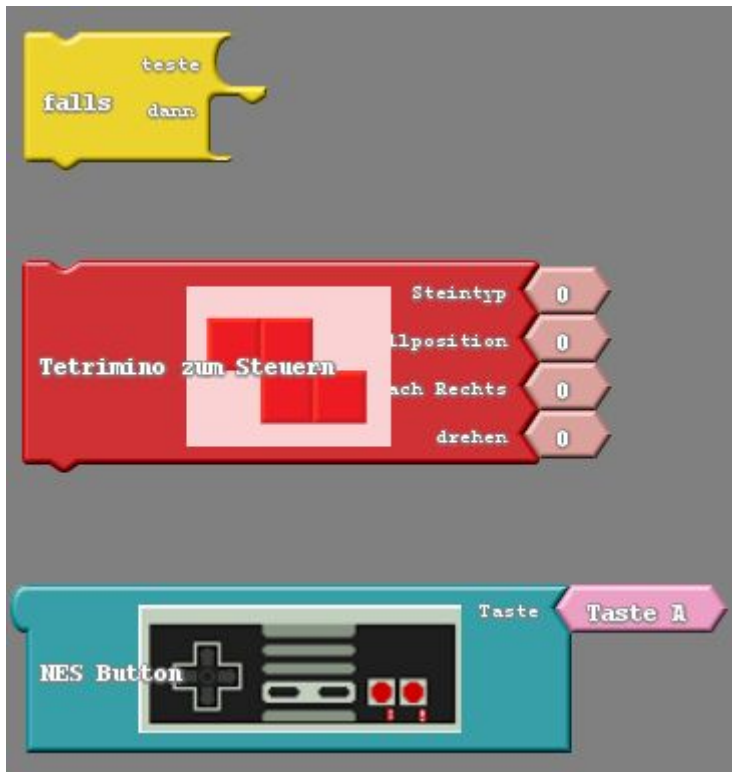 teste
falls
dann
Steintyp 0
llposition 0
Tetrimino zum Steuern
ach Rechts 0
drehen 0
Taste Taste A
NES Button